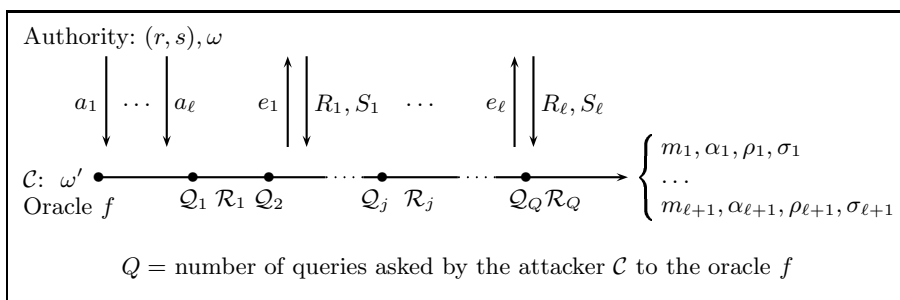 Authority: (r, s), ω
a₁ ... a_ℓ e₁ R₁, S₁ ... e_ℓ R_ℓ, S_ℓ
m₁, α₁, ρ₁, σ₁
𝒞: ω′ ... ...
...
Oracle f 𝒬₁ ℛ₁ 𝒬₂ 𝒬_j ℛ_j 𝒬_Q ℛ_Q
m_{ℓ+1}, α_{ℓ+1}, ρ_{ℓ+1}, σ_{ℓ+1}
Q = number of queries asked by the attacker 𝒞 to the oracle f